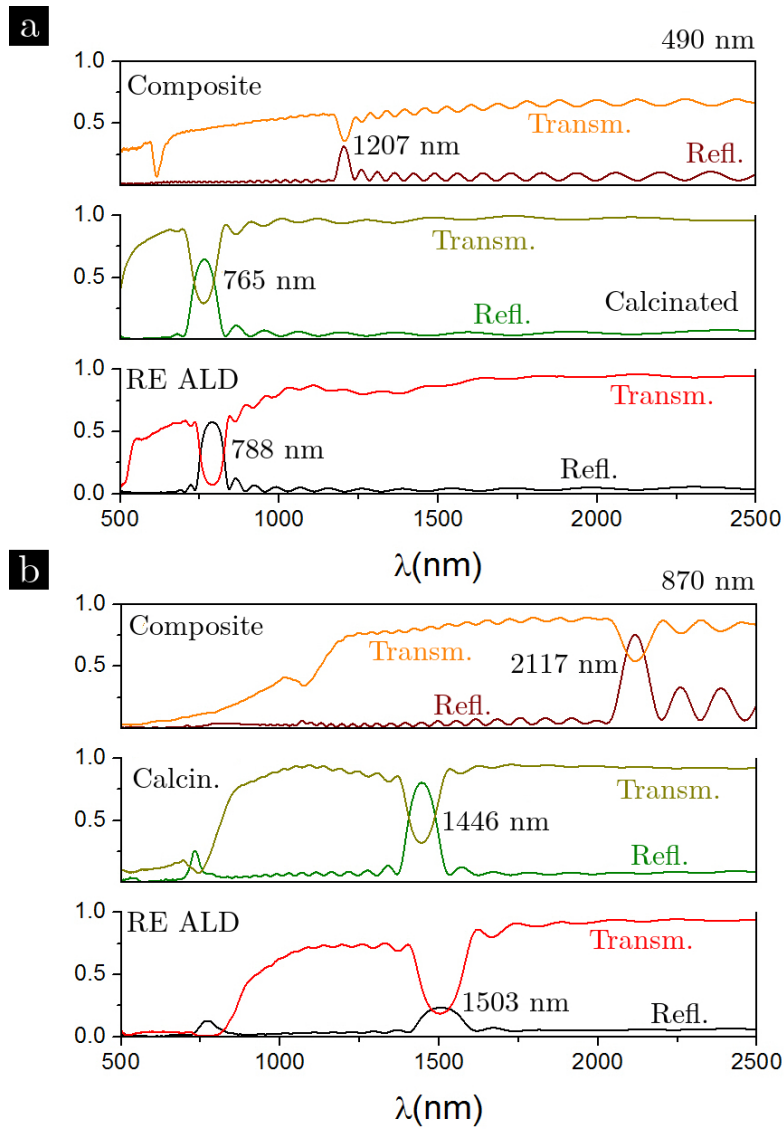 a
490 nm
1.0
Composite
0.5
Transm.
1207 nm
Refl.
1.0
Transm.
0.5
765 nm
Refl.
Calcinated
1.0
RE ALD
Transm.
0.5
788 nm
Refl.
0.0
500 1000 1500 2000 2500
λ(nm)
b
870 nm
1.0
Composite
Transm.
0.5
2117 nm
Refl.
1.0
Calcin.
Transm.
0.5
1446 nm
Refl.
1.0
RE ALD
Transm.
0.5
1503 nm
Refl.
0.0
500 1000 1500 2000 2500
λ(nm)